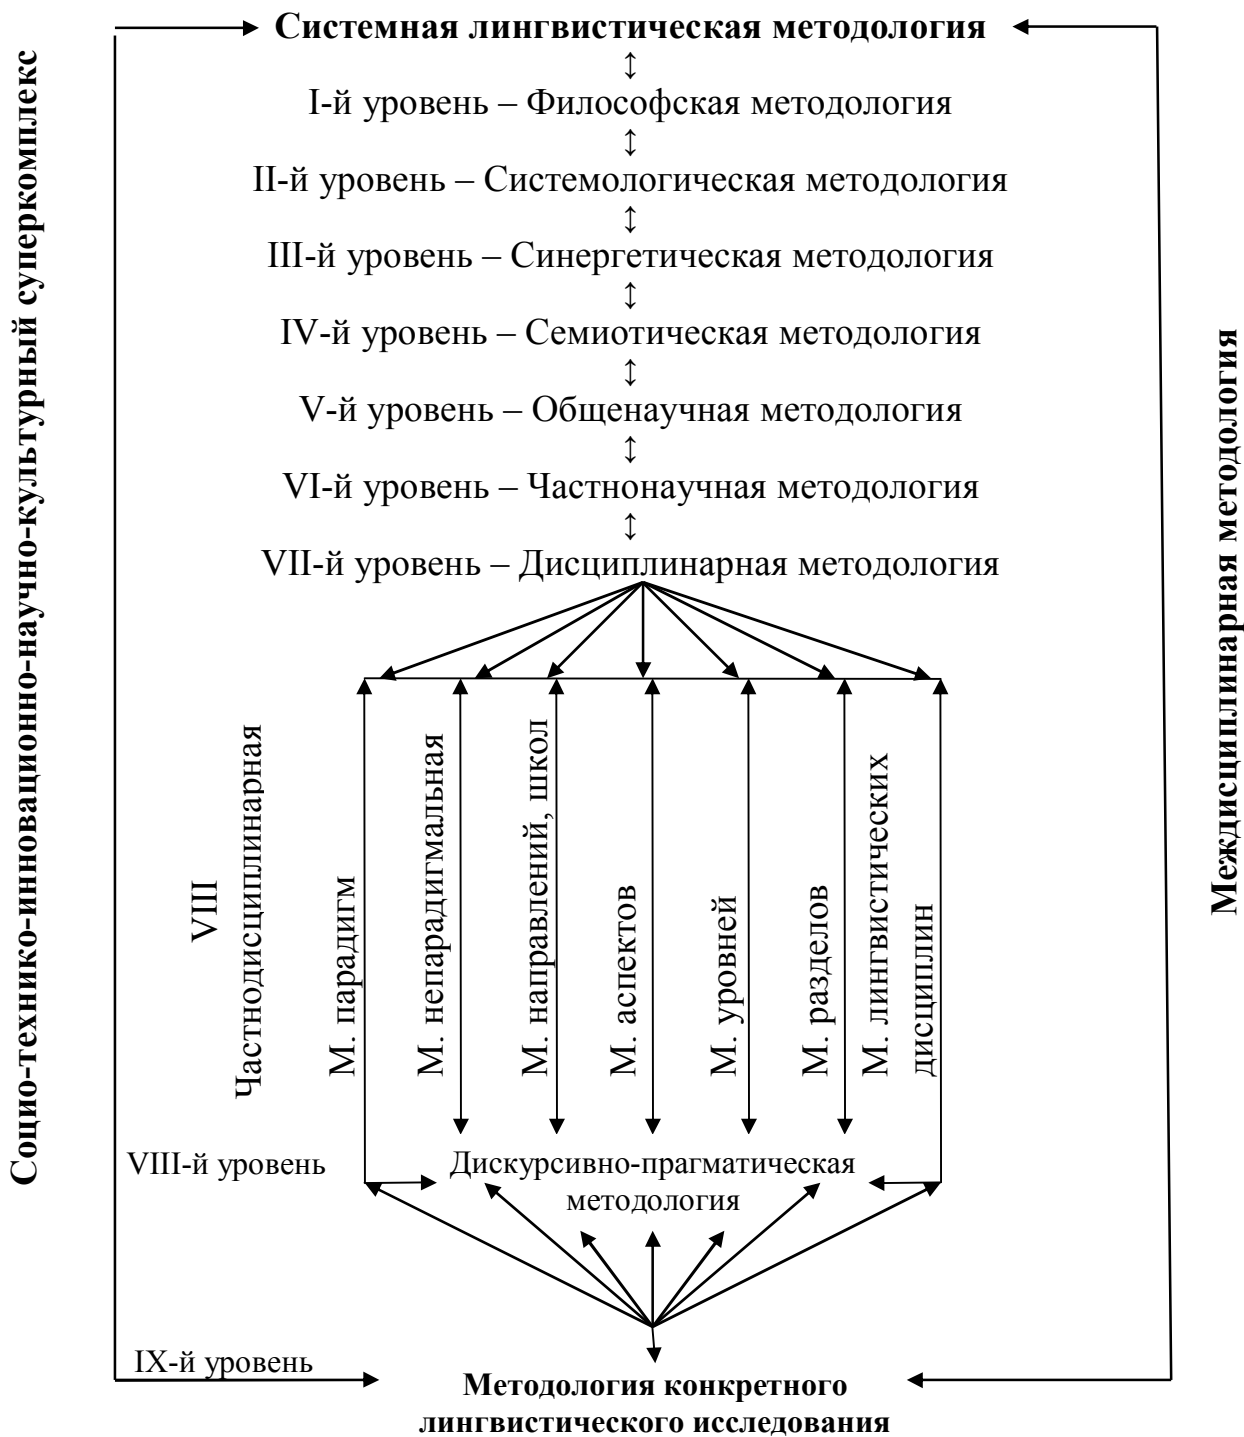 Системная лингвистическая методология
I-й уровень – Философская методология
II-й уровень – Системологическая методология
III-й уровень – Синергетическая методология
IV-й уровень – Семиотическая методология
V-й уровень – Общенаучная методология
VI-й уровень – Частнонаучная методология
VII-й уровень – Дисциплинарная методология
Социо-технико-инновационно-научно-культурный суперкомплекс
VIII
Частнодисциплинарная
М. парадигм
М. непарадигмальная
М. направлений, школ
М. аспектов
М. уровней
М. разделов
М. лингвистических
дисциплин
Междисциплинарная методология
VIII-й уровень
Дискурсивно-прагматическая
методология
IX-й уровень
Методология конкретного
лингвистического исследования